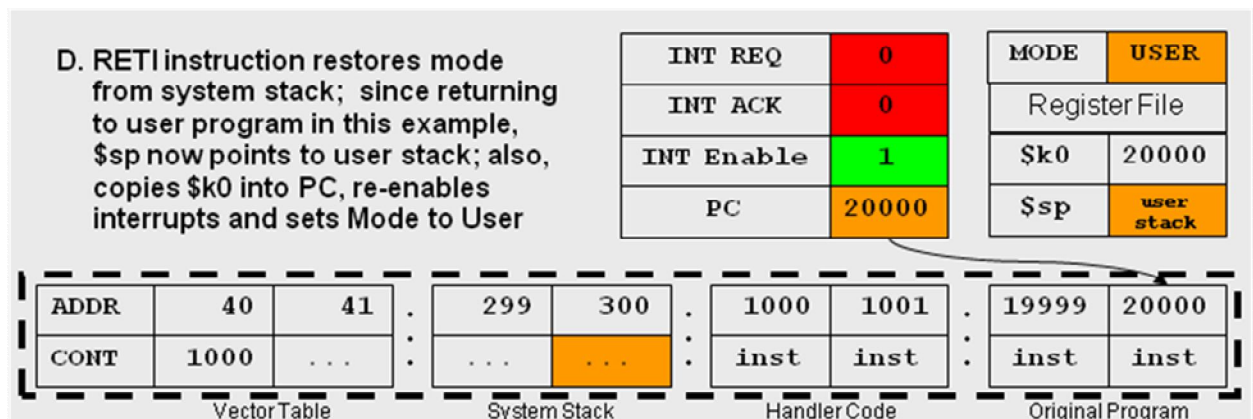 D. RETI instruction restores mode
from system stack; since returning
to user program in this example,
$sp now points to user stack; also,
copies $k0 into PC, re-enables
interrupts and sets Mode to User
INT REQ 0
INT ACK 0
INT Enable 1
PC 20000
MODE USER
Register File
$k0 20000
$sp user
stack
ADDR 40 41 . 299 300 . 1000 1001 . 19999 20000
CONT 1000 ... : ... ... : inst inst : inst inst
Vector Table System Stack Handler Code Original Program